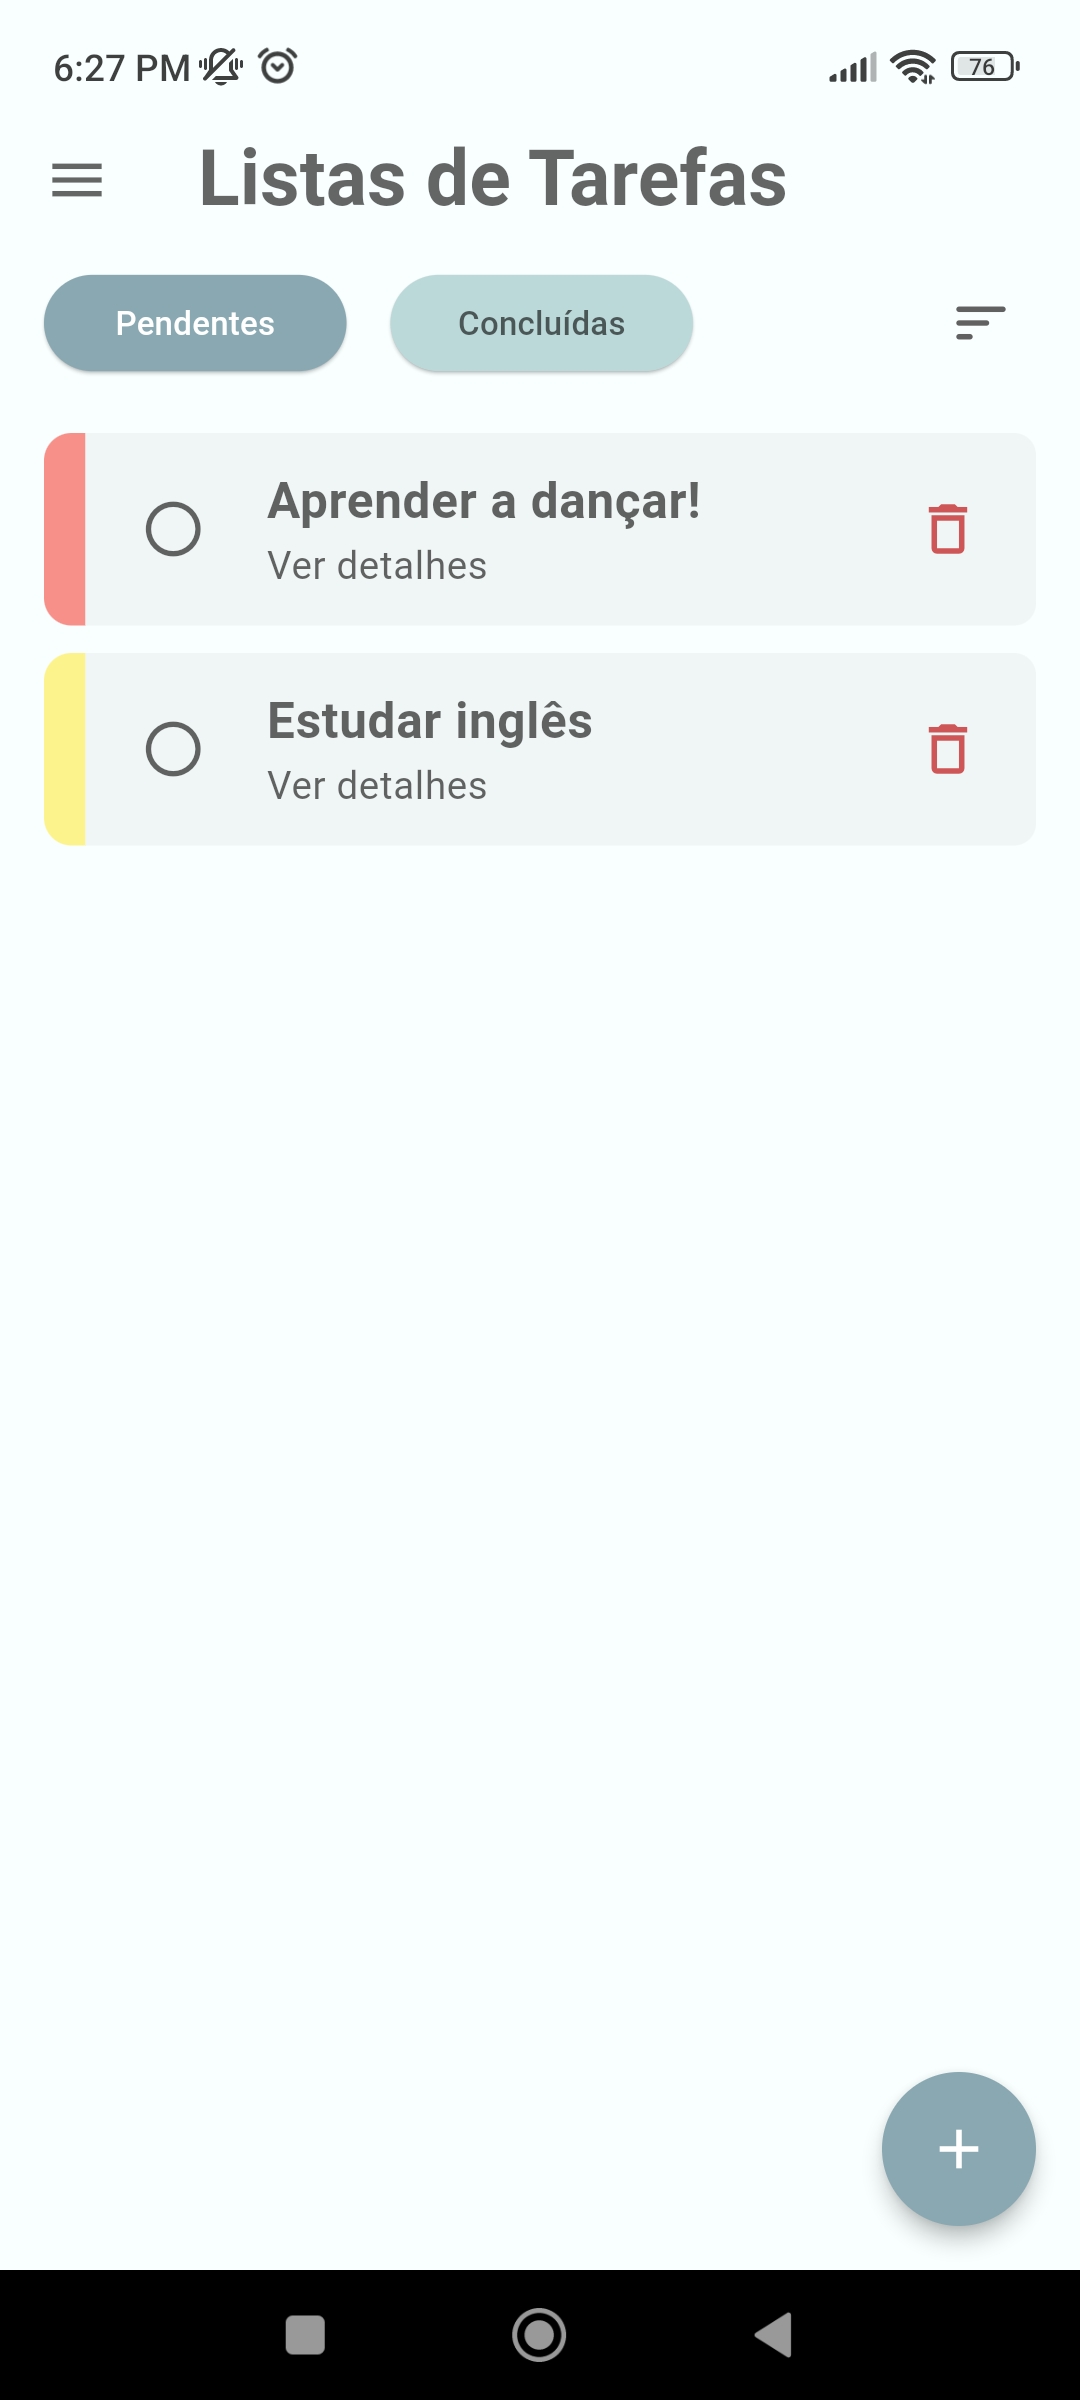 6:27 PM
76
Listas de Tarefas
Pendentes
Concluídas
Aprender a dançar!
Ver detalhes
Estudar inglês
Ver detalhes